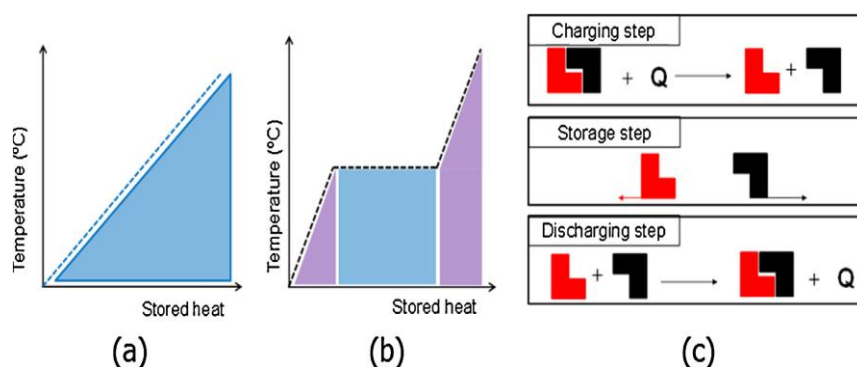 Temperature (ºC)
Stored heat
(a)
Temperature (ºC)
Stored heat
(b)
Charging step
+ Q
+
Storage step
Discharging step
+
+ Q
(c)